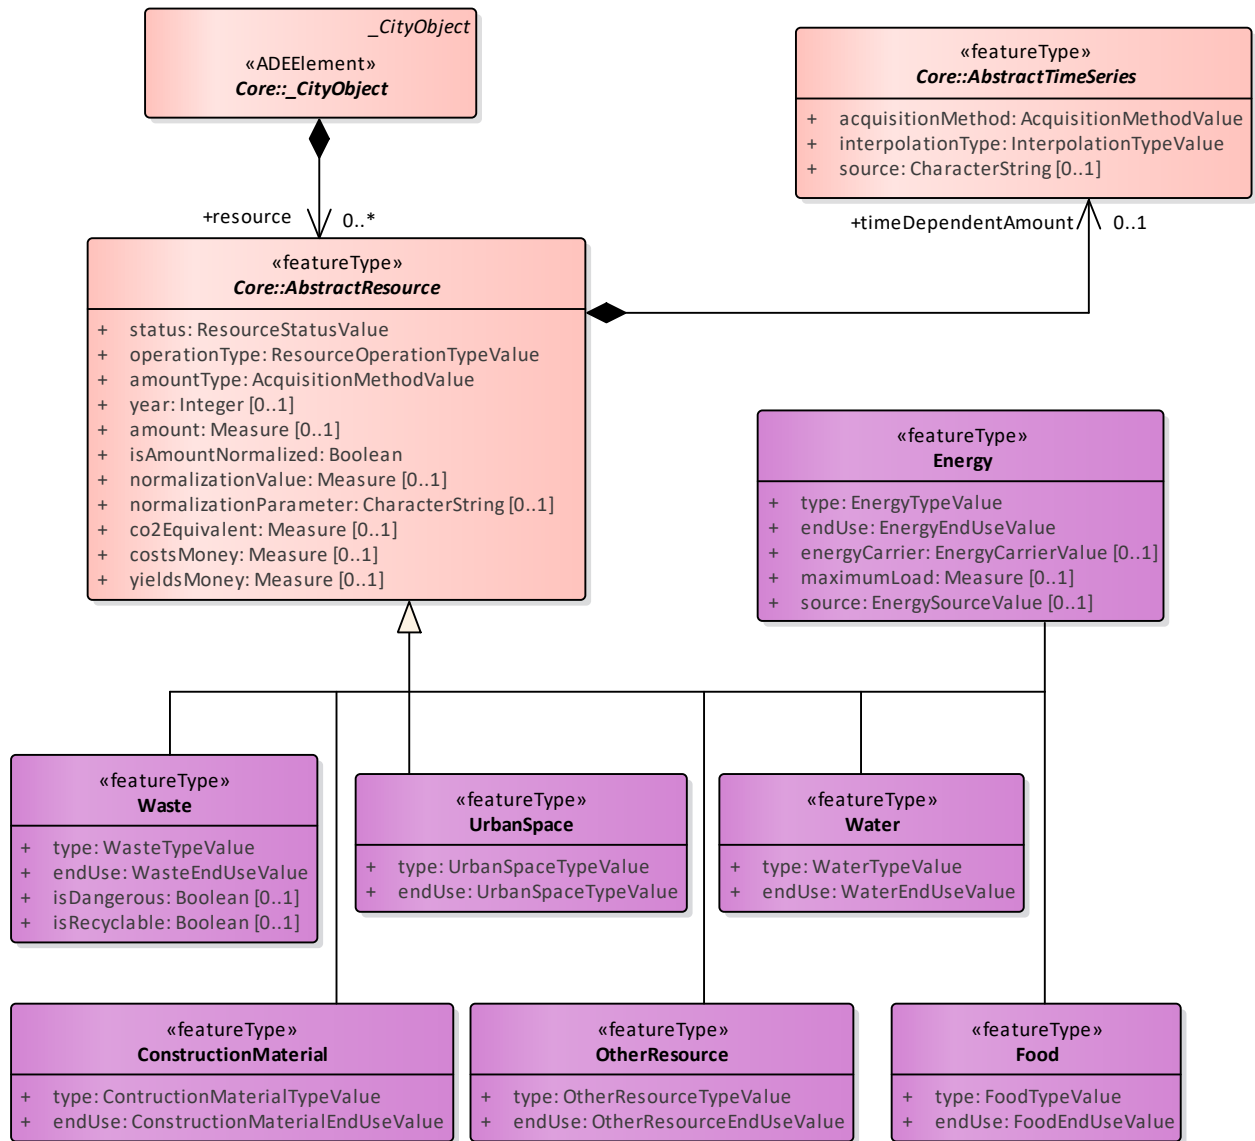 _CityObject
«ADEElement»
Core::_CityObject
«featureType»
Core::AbstractTimeSeries
+ acquisitionMethod: AcquisitionMethodValue
+ interpolationType: InterpolationTypeValue
+ source: CharacterString [0..1]
+resource 0..*
+timeDependentAmount 0..1
«featureType»
Core::AbstractResource
+ status: ResourceStatusValue
+ operationType: ResourceOperationTypeValue
+ amountType: AcquisitionMethodValue
+ year: Integer [0..1]
+ amount: Measure [0..1]
+ isAmountNormalized: Boolean
+ normalizationValue: Measure [0..1]
+ normalizationParameter: CharacterString [0..1]
+ co2Equivalent: Measure [0..1]
+ costsMoney: Measure [0..1]
+ yieldsMoney: Measure [0..1]
«featureType»
Energy
+ type: EnergyTypeValue
+ endUse: EnergyEndUseValue
+ energyCarrier: EnergyCarrierValue [0..1]
+ maximumLoad: Measure [0..1]
+ source: EnergySourceValue [0..1]
«featureType»
Waste
+ type: WasteTypeValue
+ endUse: WasteEndUseValue
+ isDangerous: Boolean [0..1]
+ isRecyclable: Boolean [0..1]
«featureType»
UrbanSpace
+ type: UrbanSpaceTypeValue
+ endUse: UrbanSpaceTypeValue
«featureType»
Water
+ type: WaterTypeValue
+ endUse: WaterEndUseValue
«featureType»
ConstructionMaterial
+ type: ContructionMaterialTypeValue
+ endUse: ConstructionMaterialEndUseValue
«featureType»
OtherResource
+ type: OtherResourceTypeValue
+ endUse: OtherResourceEndUseValue
«featureType»
Food
+ type: FoodTypeValue
+ endUse: FoodEndUseValue